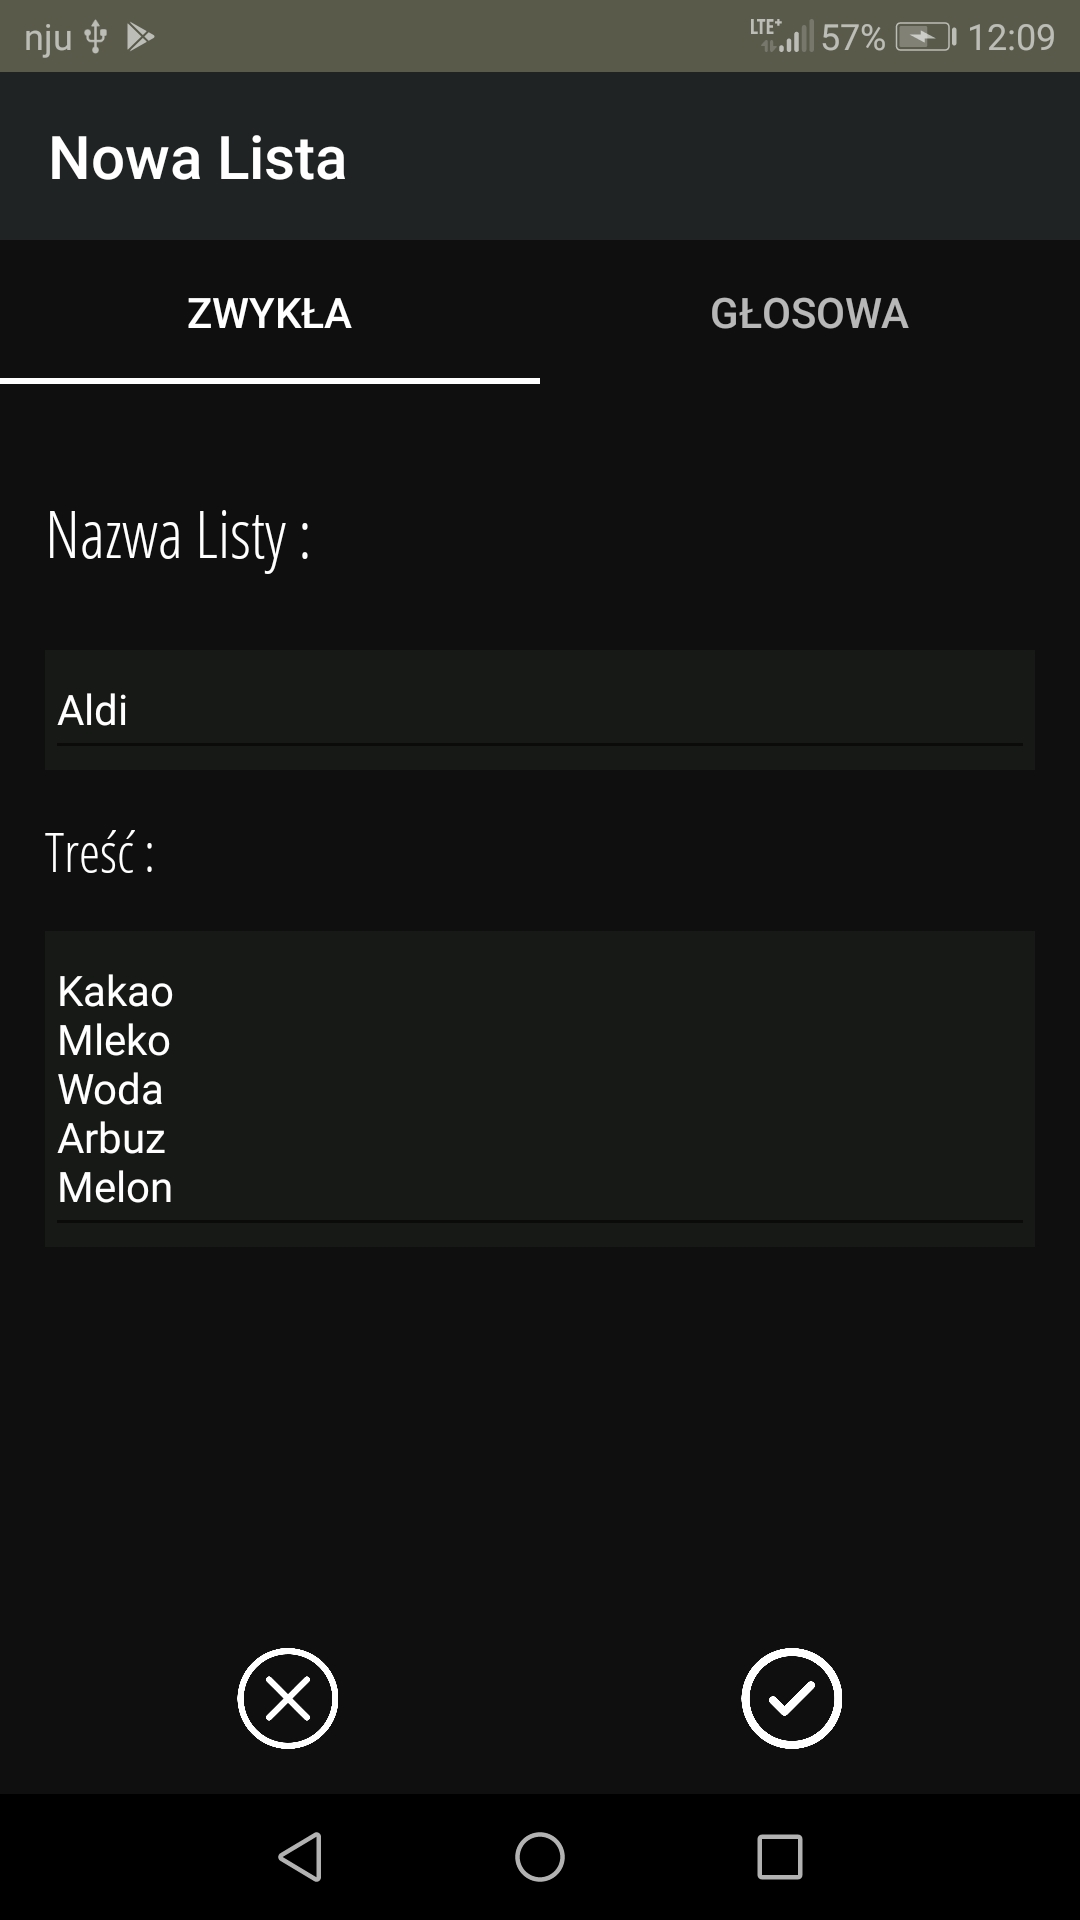 nju LTE+ 57% 12:09
Nowa Lista
ZWYKŁA GŁOSOWA
Nazwa Listy :
Aldi
Treść :
Kakao
Mleko
Woda
Arbuz
Melon